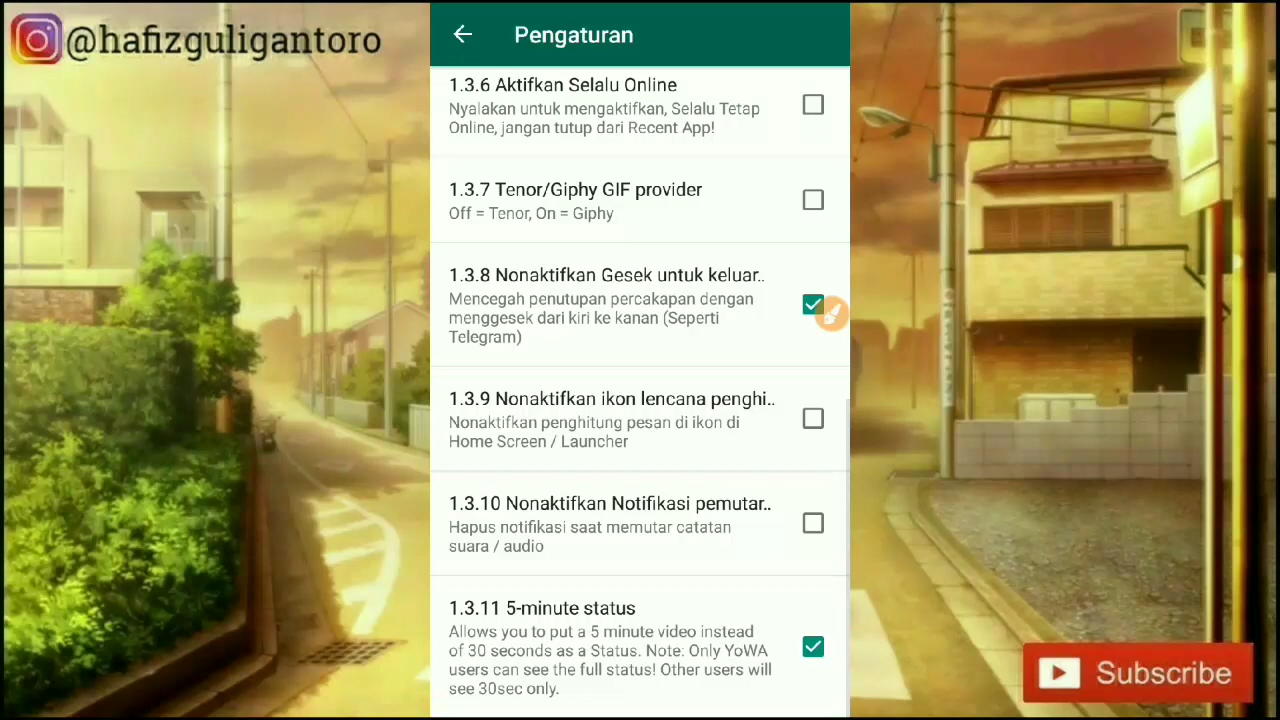 @hafizguligantoro
Pengaturan
1.3.6 Aktifkan Selalu Online
Nyalakan untuk mengaktifkan, Selalu Tetap
Online, jangan tutup dari Recent App!
1.3.7 Tenor/Giphy GIF provider
Off = Tenor, On = Giphy
1.3.8 Nonaktifkan Gesek untuk keluar..
Mencegah penutupan percakapan dengan
menggesek dari kiri ke kanan (Seperti
Telegram)
1.3.9 Nonaktifkan ikon lencana penghi..
Nonaktifkan penghitung pesan di ikon di
Home Screen / Launcher
1.3.10 Nonaktifkan Notifikasi pemutar..
Hapus notifikasi saat memutar catatan
suara / audio
1.3.11 5-minute status
Allows you to put a 5 minute video instead
of 30 seconds as a Status. Note: Only YoWA
users can see the full status! Other users will
see 30sec only.
Subscribe